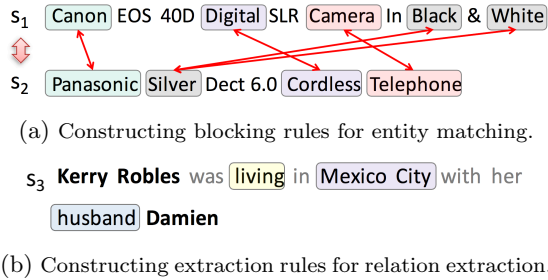 s1 Canon EOS 40D Digital SLR Camera In Black & White
s2 Panasonic Silver Dect 6.0 Cordless Telephone
(a) Constructing blocking rules for entity matching.
s3 Kerry Robles was living in Mexico City with her
husband Damien
(b) Constructing extraction rules for relation extraction.